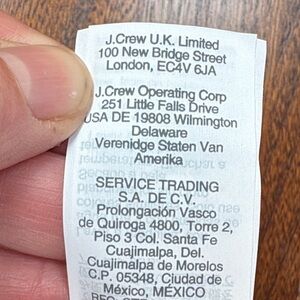 J.Crew U.K. Limited
100 New Bridge Street
London, EC4V 6JA
J.Crew Operating Corp
251 Little Falls Drive
USA DE 19808 Wilmington
Delaware
Verenidge Staten Van
Amerika
SERVICE TRADING
S.A. DE C.V.
Prolongación Vasco
de Quiroga 4800, Torre 2,
Piso 3 Col. Santa Fe
Cuajimalpa, Del.
Cuajimalpa de Morelos
C.P. 05348, Ciudad de
México, MÉXICO